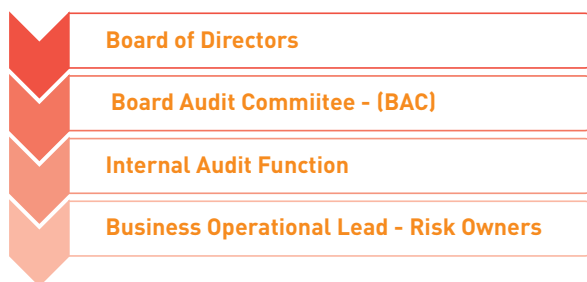 Board of Directors
Board Audit Commiitee - (BAC)
Internal Audit Function
Business Operational Lead - Risk Owners